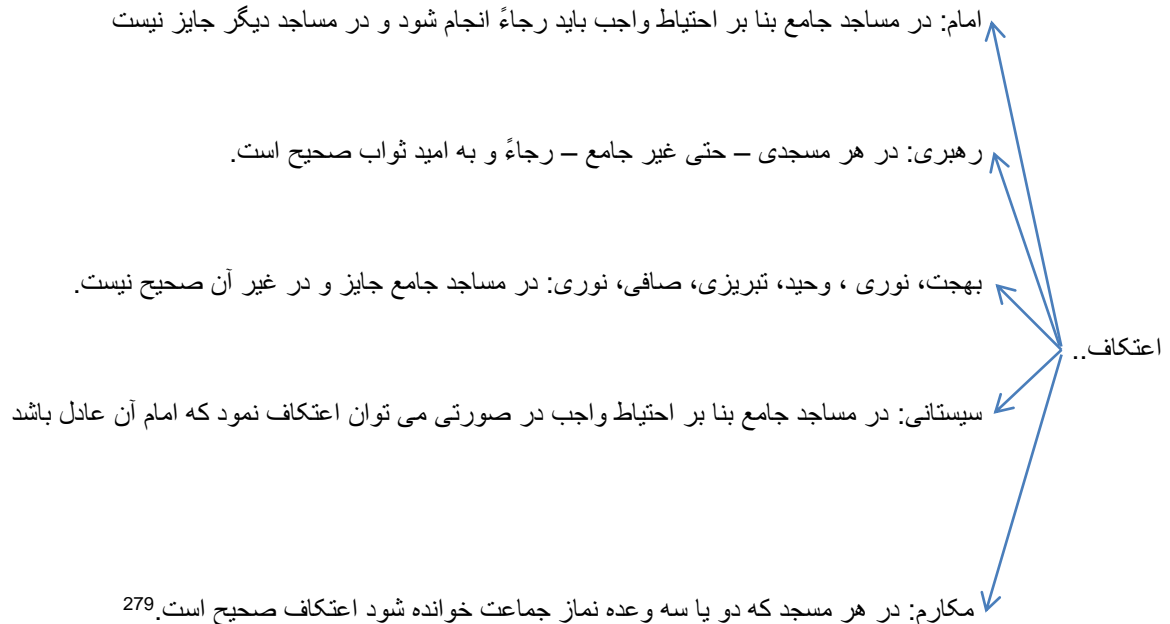 امام: در مساجد جامع بنا بر احتیاط واجب باید رجاءً انجام شود و در مساجد دیگر جایز نیست
رهبری: در هر مسجدی – حتی غیر جامع – رجاءً و به امید ثواب صحیح است.
بهجت، نوری ، وحید، تبریزی، صافی، نوری: در مساجد جامع جایز و در غیر آن صحیح نیست.
اعتکاف..
سیستانی: در مساجد جامع بنا بر احتیاط واجب در صورتی می توان اعتکاف نمود که امام آن عادل باشد
مکارم: در هر مسجد که دو یا سه وعده نماز جماعت خوانده شود اعتکاف صحیح است.279